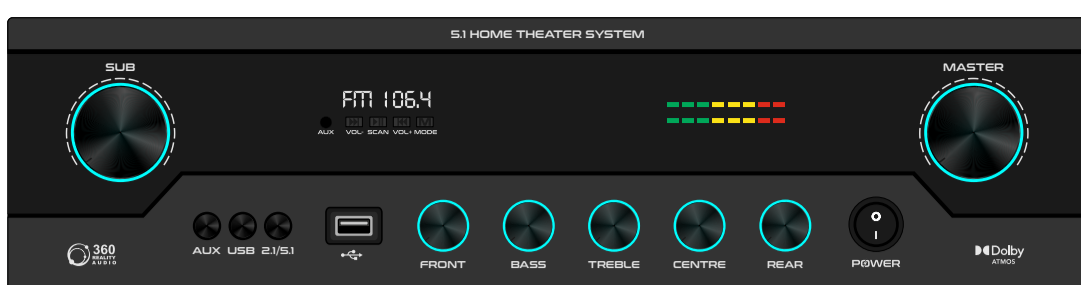 5.1 HOME THEATER SYSTEM
SUB
MASTER
FM 106.4
AUX VOL- SCAN VOL+ MODE
AUX USB 2.1/5.1
FRONT BASS TREBLE CENTRE REAR
POWER
O
I
360
REALITY
AUDIO
Dolby
ATMOS